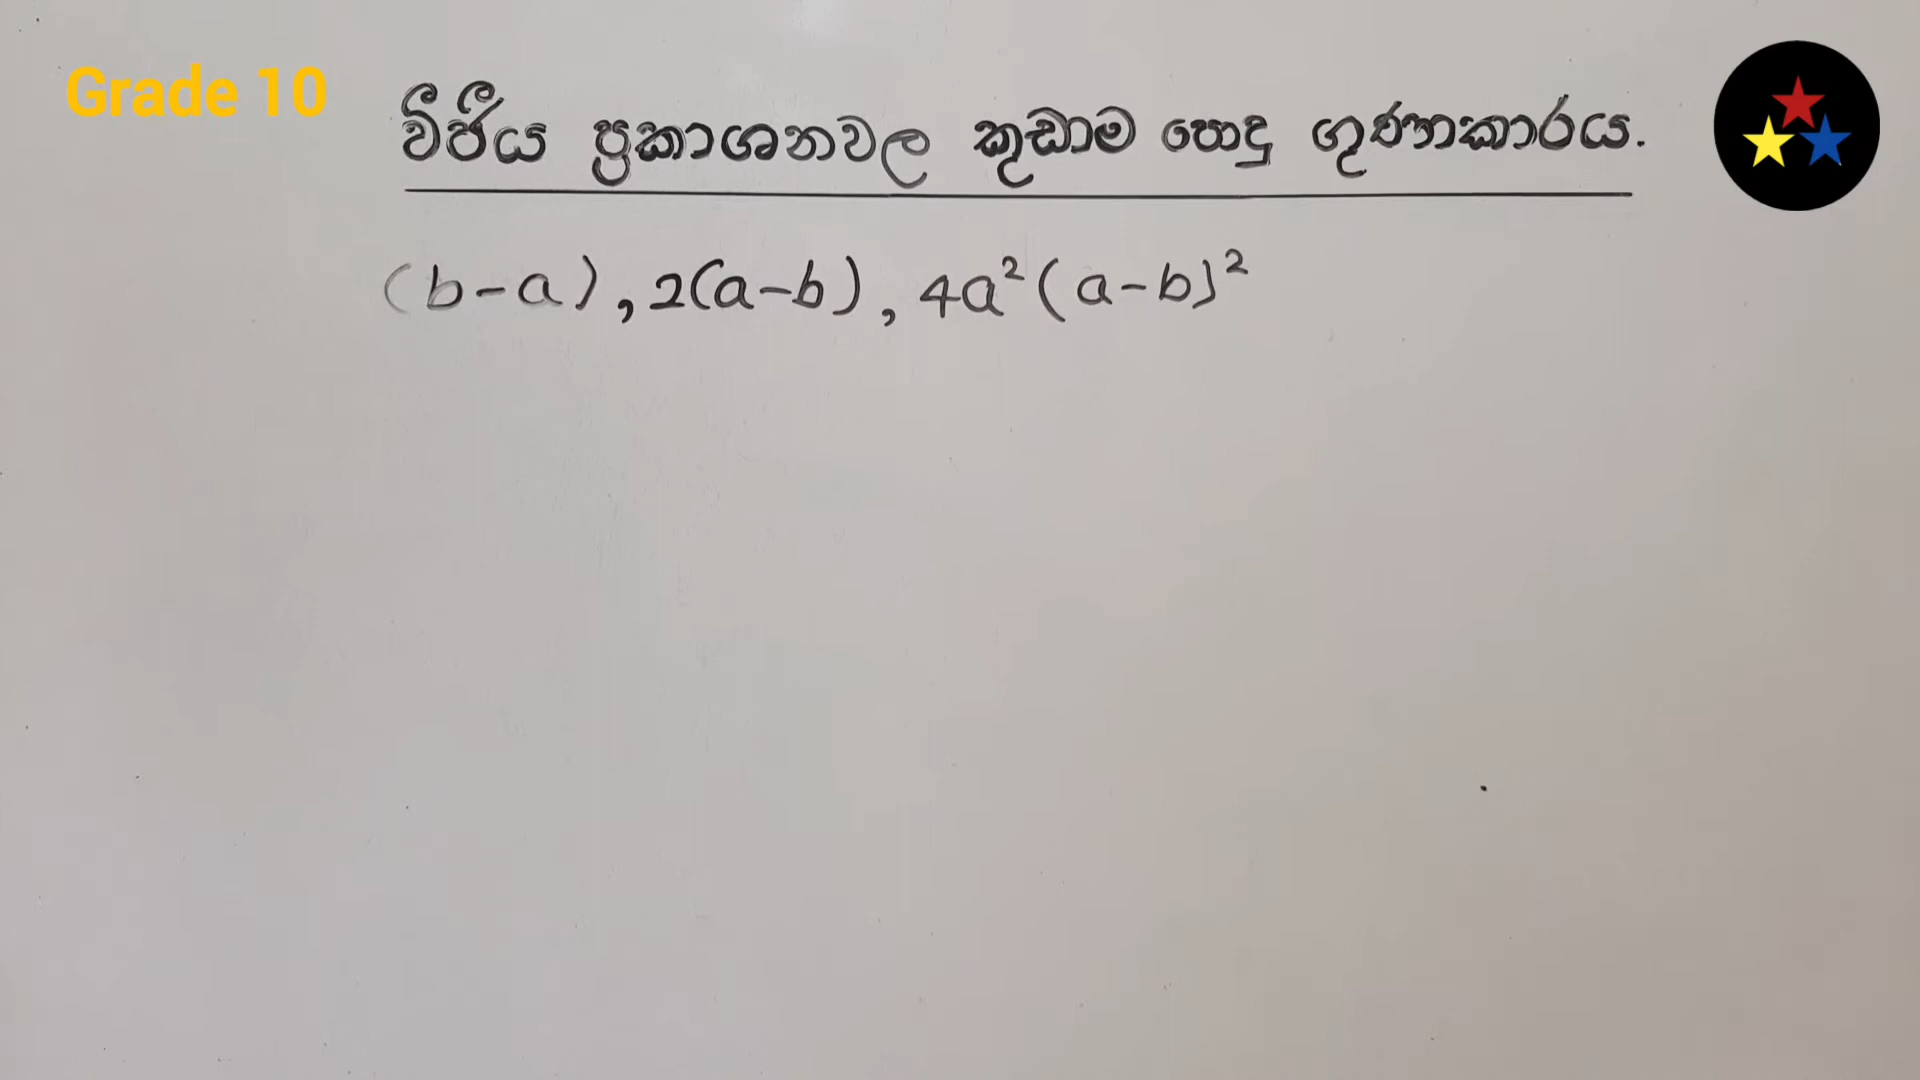 Grade 10
වීජීය ප්‍රකාශනවල කුඩාම පොදු ගුණාකාරය.
(b-a), 2(a-b), 4a²(a-b)²